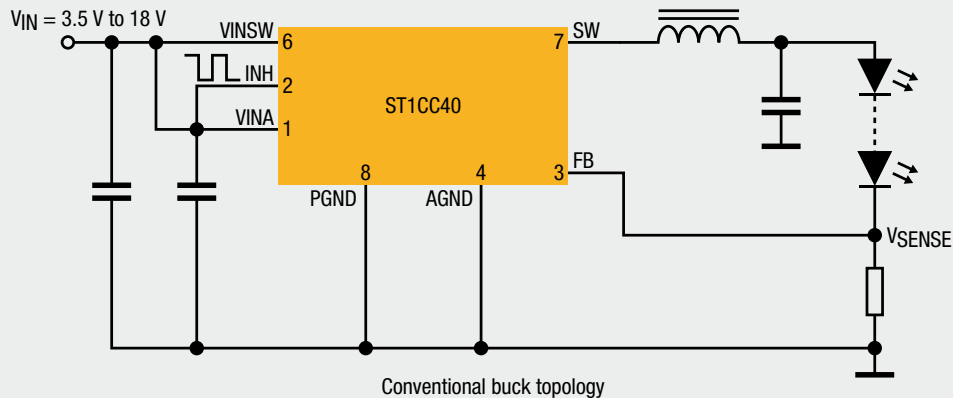 VIN = 3.5 V to 18 V
VINSW
6
7
SW
INH
2
ST1CC40
VINA
1
FB
3
8
4
PGND
AGND
VSENSE
Conventional buck topology